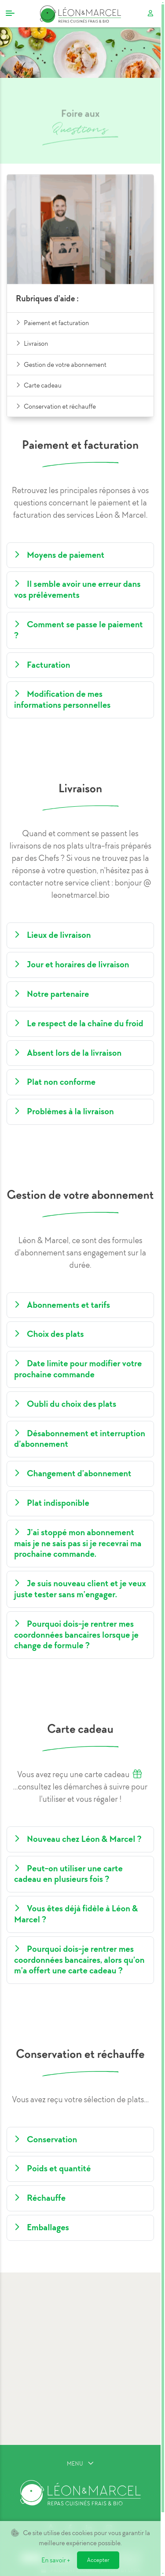 LÉON&MARCEL
REPAS CUISINÉS FRAIS & BIO
Foire aux
Questions
Rubriques d'aide :
Paiement et facturation
Livraison
Gestion de votre abonnement
Carte cadeau
Conservation et réchauffe
Paiement et facturation
Retrouvez les principales réponses à vos
questions concernant le paiement et la
facturation des services Léon & Marcel.
Moyens de paiement
Il semble avoir une erreur dans
vos prélèvements
Comment se passe le paiement
?
Facturation
Modification de mes
informations personnelles
Livraison
Quand et comment se passent les
livraisons de nos plats ultra-frais préparés
par des Chefs ? Si vous ne trouvez pas la
réponse à votre question, n'hésitez pas à
contacter notre service client : bonjour @
leonetmarcel.bio
Lieux de livraison
Jour et horaires de livraison
Notre partenaire
Le respect de la chaîne du froid
Absent lors de la livraison
Plat non conforme
Problèmes à la livraison
Gestion de votre abonnement
Léon & Marcel, ce sont des formules
d'abonnement sans engagement sur la
durée.
Abonnements et tarifs
Choix des plats
Date limite pour modifier votre
prochaine commande
Oubli du choix des plats
Désabonnement et interruption
d'abonnement
Changement d'abonnement
Plat indisponible
J'ai stoppé mon abonnement
mais je ne sais pas si je recevrai ma
prochaine commande.
Je suis nouveau client et je veux
juste tester sans m'engager.
Pourquoi dois-je rentrer mes
coordonnées bancaires lorsque je
change de formule ?
Carte cadeau
Vous avez reçu une carte cadeau
...consultez les démarches à suivre pour
l'utiliser et vous régaler !
Nouveau chez Léon & Marcel ?
Peut-on utiliser une carte
cadeau en plusieurs fois ?
Vous êtes déjà fidèle à Léon &
Marcel ?
Pourquoi dois-je rentrer mes
coordonnées bancaires, alors qu'on
m'a offert une carte cadeau ?
Conservation et réchauffe
Vous avez reçu votre sélection de plats...
Conservation
Poids et quantité
Réchauffe
Emballages
MENU
LÉON&MARCEL
REPAS CUISINÉS FRAIS & BIO
Ce site utilise des cookies pour vous garantir la
meilleure expérience mobile.
En savoir +
Accepter